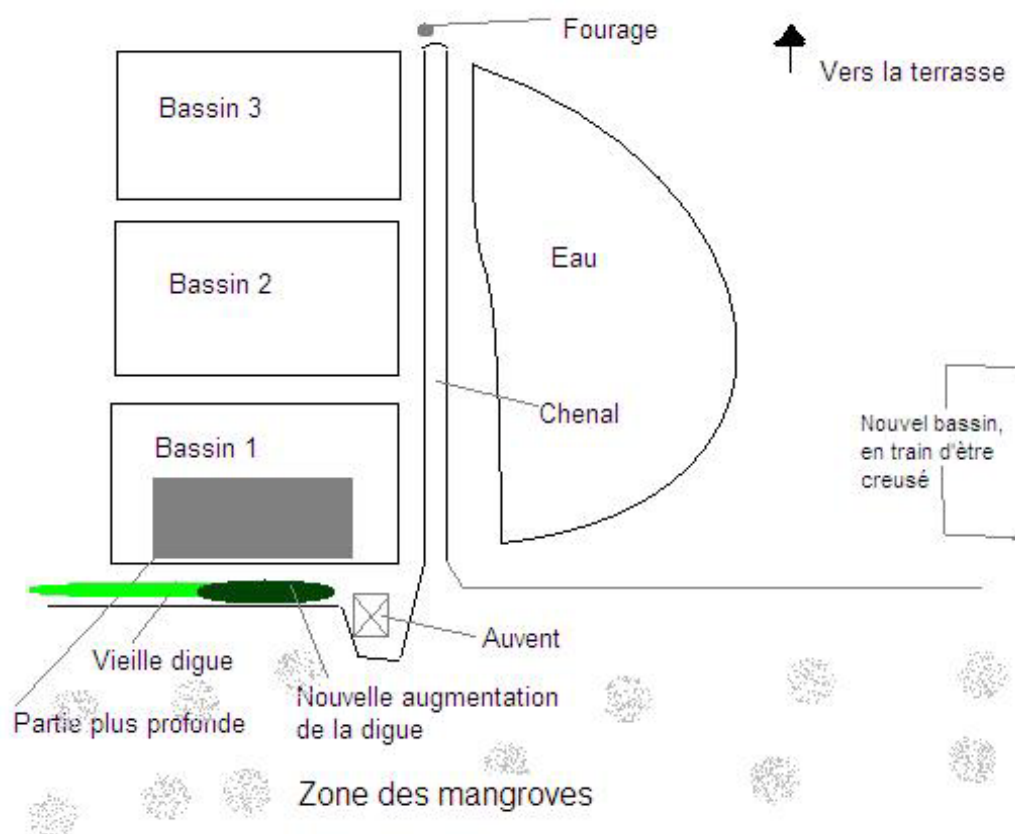 Fourage
Vers la terrasse
Bassin 3
Bassin 2
Eau
Chenal
Nouvel bassin,
en train d'être
creusé
Bassin 1
Auvent
Vieille digue
Nouvelle augmentation
de la digue
Partie plus profonde
Zone des mangroves